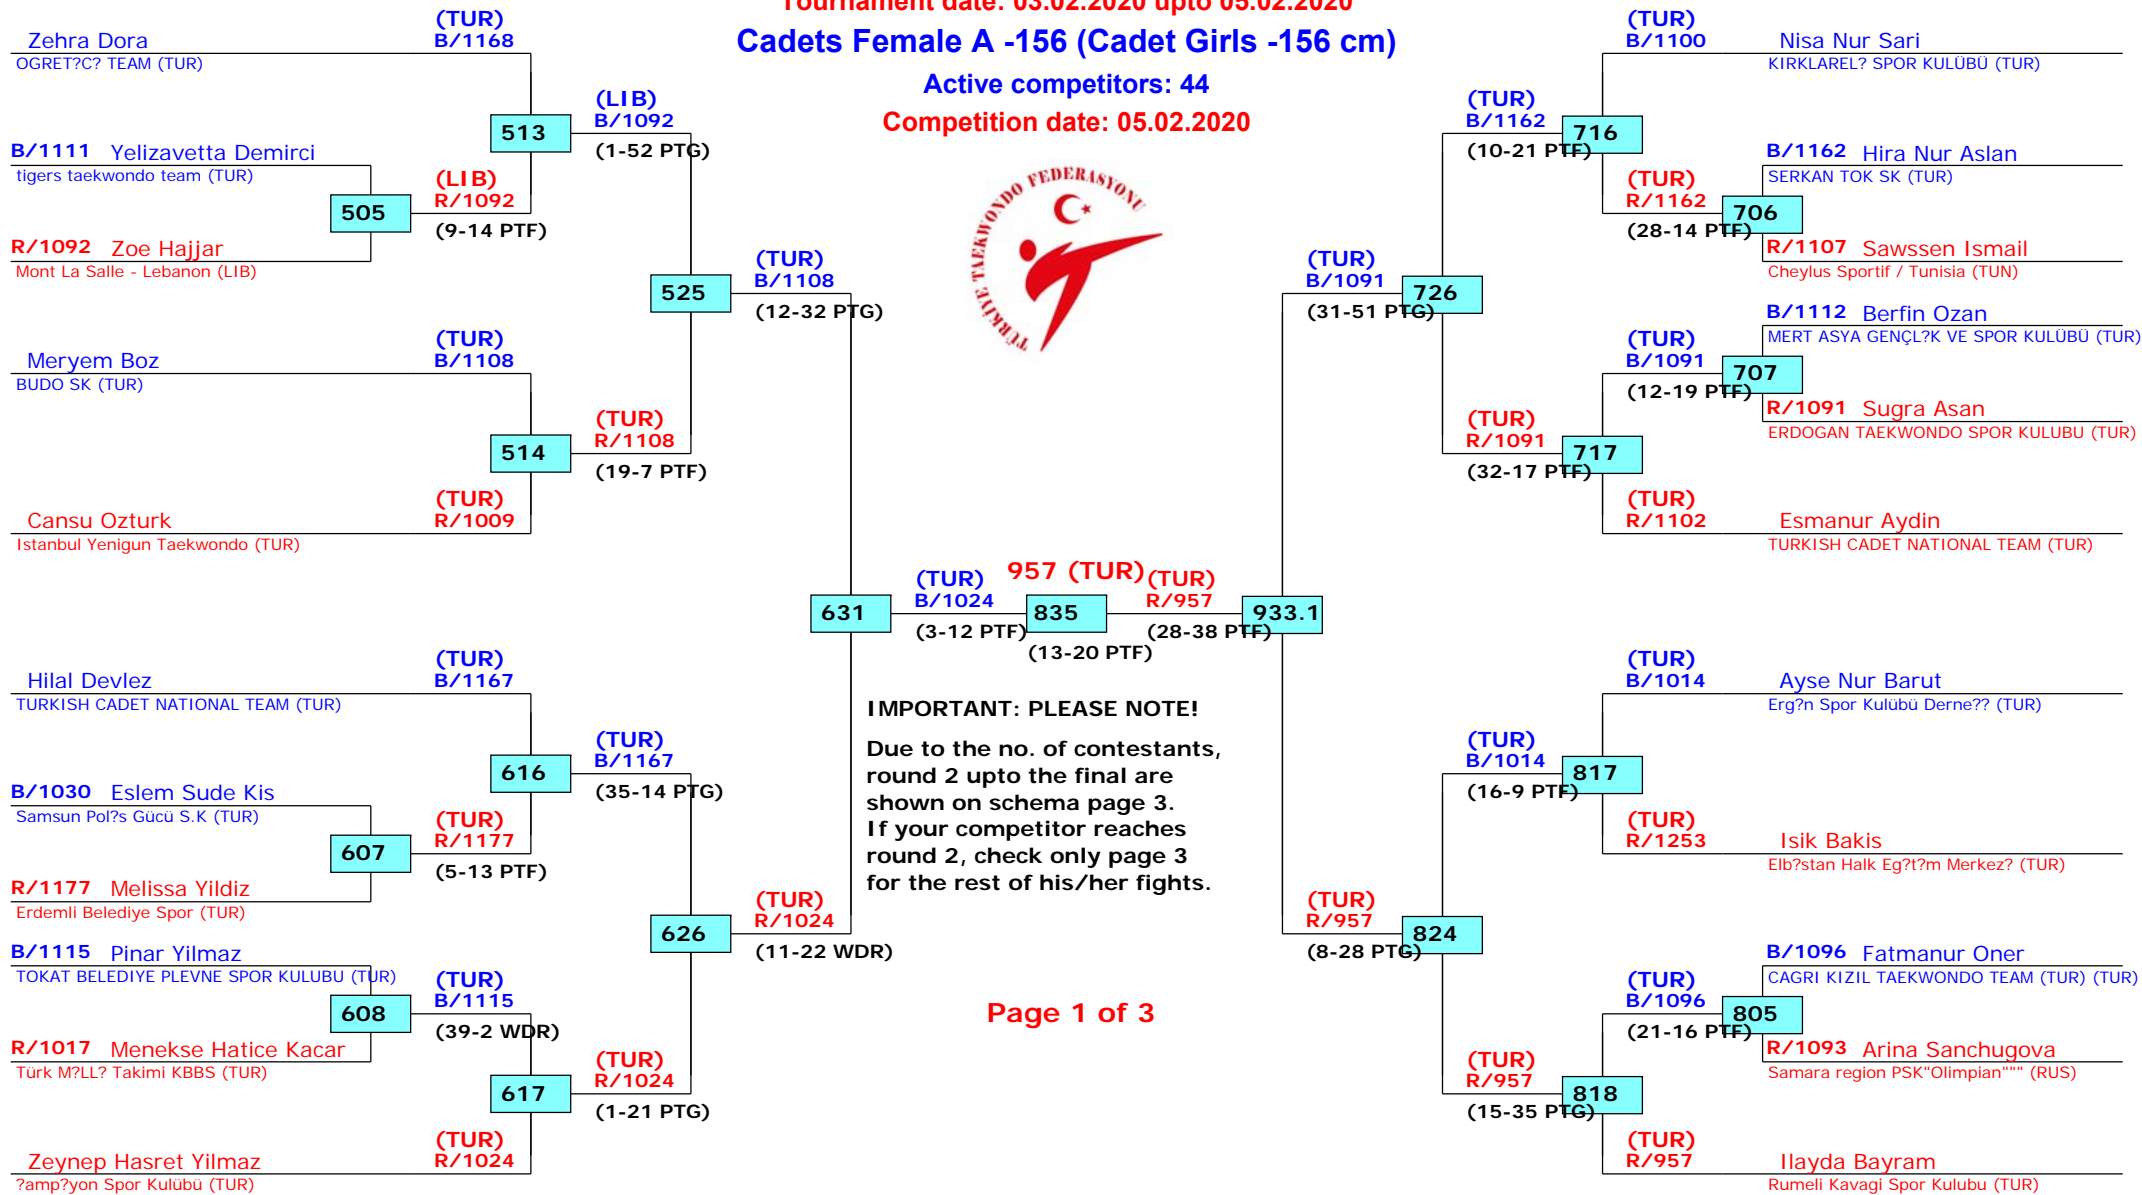 Tournament date: 03.02.2020 upto 05.02.2020
Cadets Female A -156 (Cadet Girls -156 cm)
Active competitors: 44
Competition date: 05.02.2020
TÜRKİYE TAEKWONDO FEDERASYONU
Zehra Dora
OGRET?C? TEAM (TUR)
(TUR)
B/1168
B/1111 Yelizavetta Demirci
tigers taekwondo team (TUR)
505
R/1092 Zoe Hajjar
Mont La Salle - Lebanon (LIB)
(LIB)
R/1092
(9-14 PTF)
513
(LIB)
B/1092
(1-52 PTG)
Meryem Boz
BUDO SK (TUR)
(TUR)
B/1108
514
Cansu Ozturk
Istanbul Yenigun Taekwondo (TUR)
(TUR)
R/1009
(TUR)
R/1108
(19-7 PTF)
525
(TUR)
B/1108
(12-32 PTG)
Hilal Devlez
TURKISH CADET NATIONAL TEAM (TUR)
(TUR)
B/1167
B/1030 Eslem Sude Kis
Samsun Pol?s Gücü S.K (TUR)
607
R/1177 Melissa Yildiz
Erdemli Belediye Spor (TUR)
(TUR)
R/1177
(5-13 PTF)
616
(TUR)
B/1167
(35-14 PTG)
B/1115 Pinar Yilmaz
TOKAT BELEDIYE PLEVNE SPOR KULUBU (TUR)
608
R/1017 Menekse Hatice Kacar
Türk M?LL? Takimi KBBS (TUR)
(TUR)
B/1115
(39-2 WDR)
617
Zeynep Hasret Yilmaz
?amp?yon Spor Kulübü (TUR)
(TUR)
R/1024
(TUR)
R/1024
(1-21 PTG)
626
(TUR)
R/1024
(11-22 WDR)
631
(TUR)
B/1024
(3-12 PTF)
957 (TUR)
835
(13-20 PTF)
(TUR)
R/957
(28-38 PTF)
933.1
IMPORTANT: PLEASE NOTE!
Due to the no. of contestants,
round 2 upto the final are
shown on schema page 3.
If your competitor reaches
round 2, check only page 3
for the rest of his/her fights.
Page 1 of 3
(TUR)
B/1100
Nisa Nur Sari
KIRKLAREL? SPOR KULÜBÜ (TUR)
(TUR)
B/1162
(10-21 PTF)
716
B/1162 Hira Nur Aslan
SERKAN TOK SK (TUR)
(TUR)
R/1162
(28-14 PTF)
706
R/1107 Sawssen Ismail
Cheylus Sportif / Tunisia (TUN)
(TUR)
B/1091
(31-51 PTG)
726
B/1112 Berfin Ozan
MERT ASYA GENÇL?K VE SPOR KULÜBÜ (TUR)
(TUR)
B/1091
(12-19 PTF)
707
R/1091 Sugra Asan
ERDOGAN TAEKWONDO SPOR KULUBU (TUR)
(TUR)
R/1091
(32-17 PTF)
717
(TUR)
R/1102
Esmanur Aydin
TURKISH CADET NATIONAL TEAM (TUR)
(TUR)
B/1014
Ayse Nur Barut
Erg?n Spor Kulübü Derne?? (TUR)
(TUR)
B/1014
(16-9 PTF)
817
(TUR)
R/1253
Isik Bakis
Elb?stan Halk Eg?t?m Merkez? (TUR)
(TUR)
R/957
(8-28 PTG)
824
B/1096 Fatmanur Oner
CAGRI KIZIL TAEKWONDO TEAM (TUR) (TUR)
(TUR)
B/1096
(21-16 PTF)
805
R/1093 Arina Sanchugova
Samara region PSK"Olimpian""" (RUS)
(TUR)
R/957
(15-35 PTG)
818
(TUR)
R/957
Ilayda Bayram
Rumeli Kavagi Spor Kulubu (TUR)